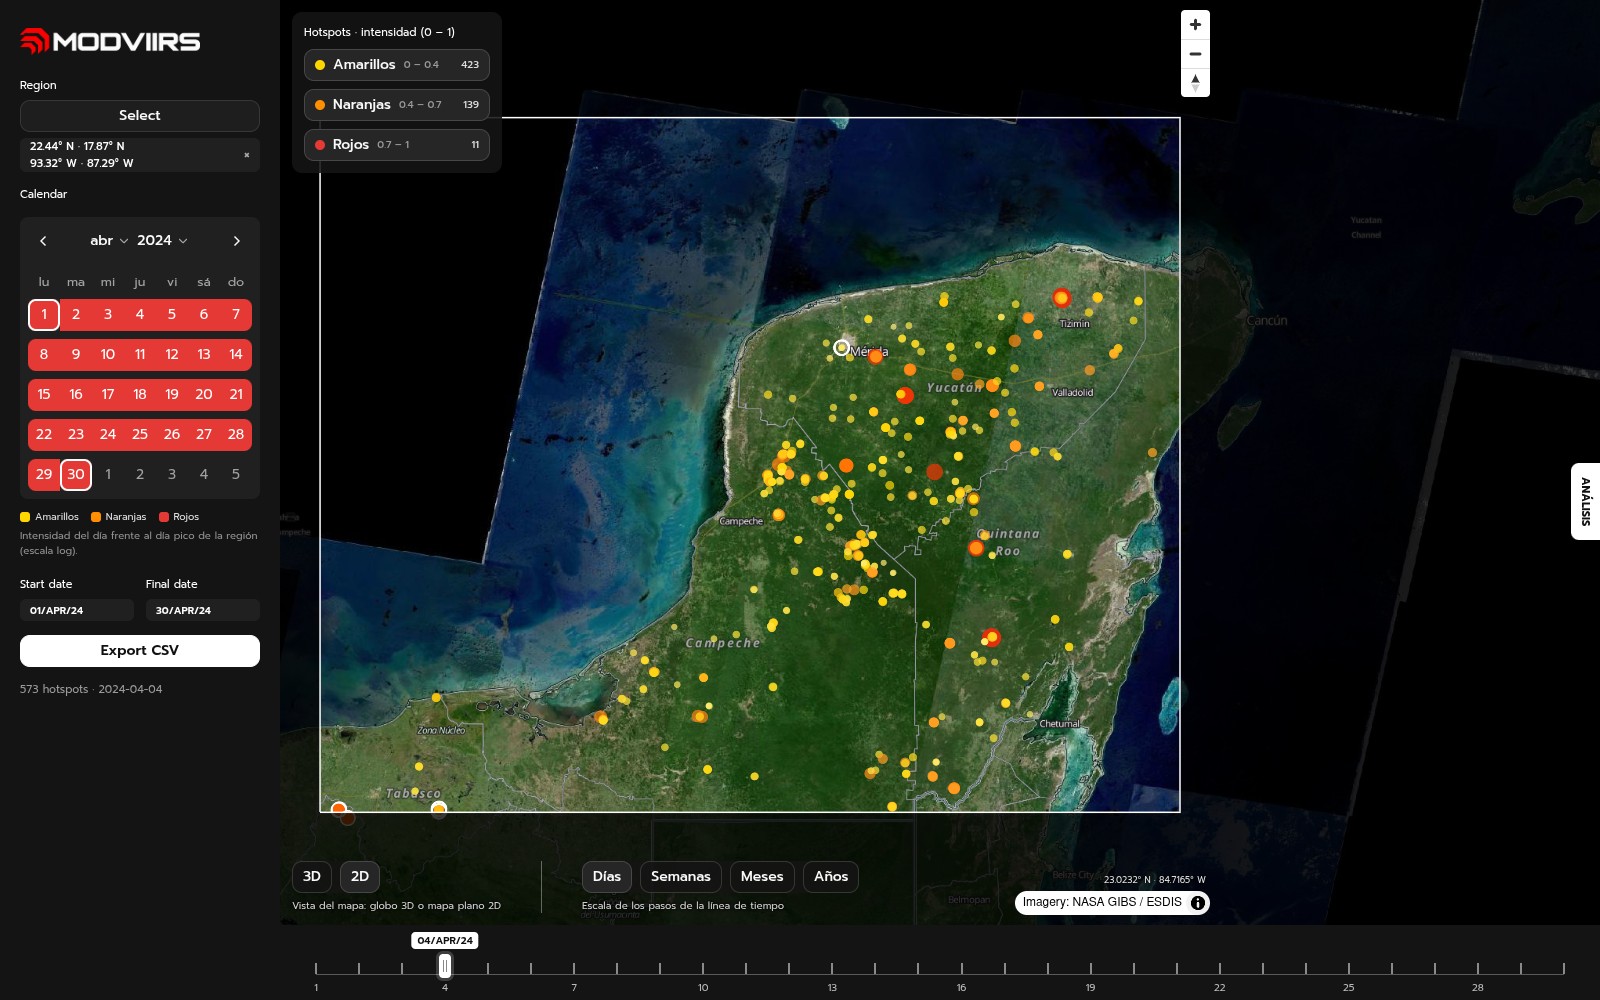 MODVIIRS
Region
Select
22.44° N · 17.87° N
93.32° W · 87.29° W
×
Calendar
abr 2024
lu ma mi ju vi sá do
1 2 3 4 5 6 7
8 9 10 11 12 13 14
15 16 17 18 19 20 21
22 23 24 25 26 27 28
29 30 1 2 3 4 5
Amarillos Naranjas Rojos
Intensidad del día frente al día pico de la región
(escala log).
Start date Final date
01/APR/24 30/APR/24
Export CSV
573 hotspots · 2024-04-04
Hotspots · intensidad (0 – 1)
Amarillos 0 – 0.4 423
Naranjas 0.4 – 0.7 139
Rojos 0.7 – 1 11
Yucatan
Channel
Cancún
Tizimín
Mérida
Yucatán
Valladolid
Campeche
Quintana
Roo
Campeche
Chetumal
Zona Núcleo
Tabasco
Belize City
Belmopan
ANÁLISIS
3D 2D
Vista del mapa: globo 3D o mapa plano 2D
Días Semanas Meses Años
Escala de los pasos de la línea de tiempo
23.0232° N · 84.7165° W
Imagery: NASA GIBS / ESDIS
04/APR/24
1 4 7 10 13 16 19 22 25 28